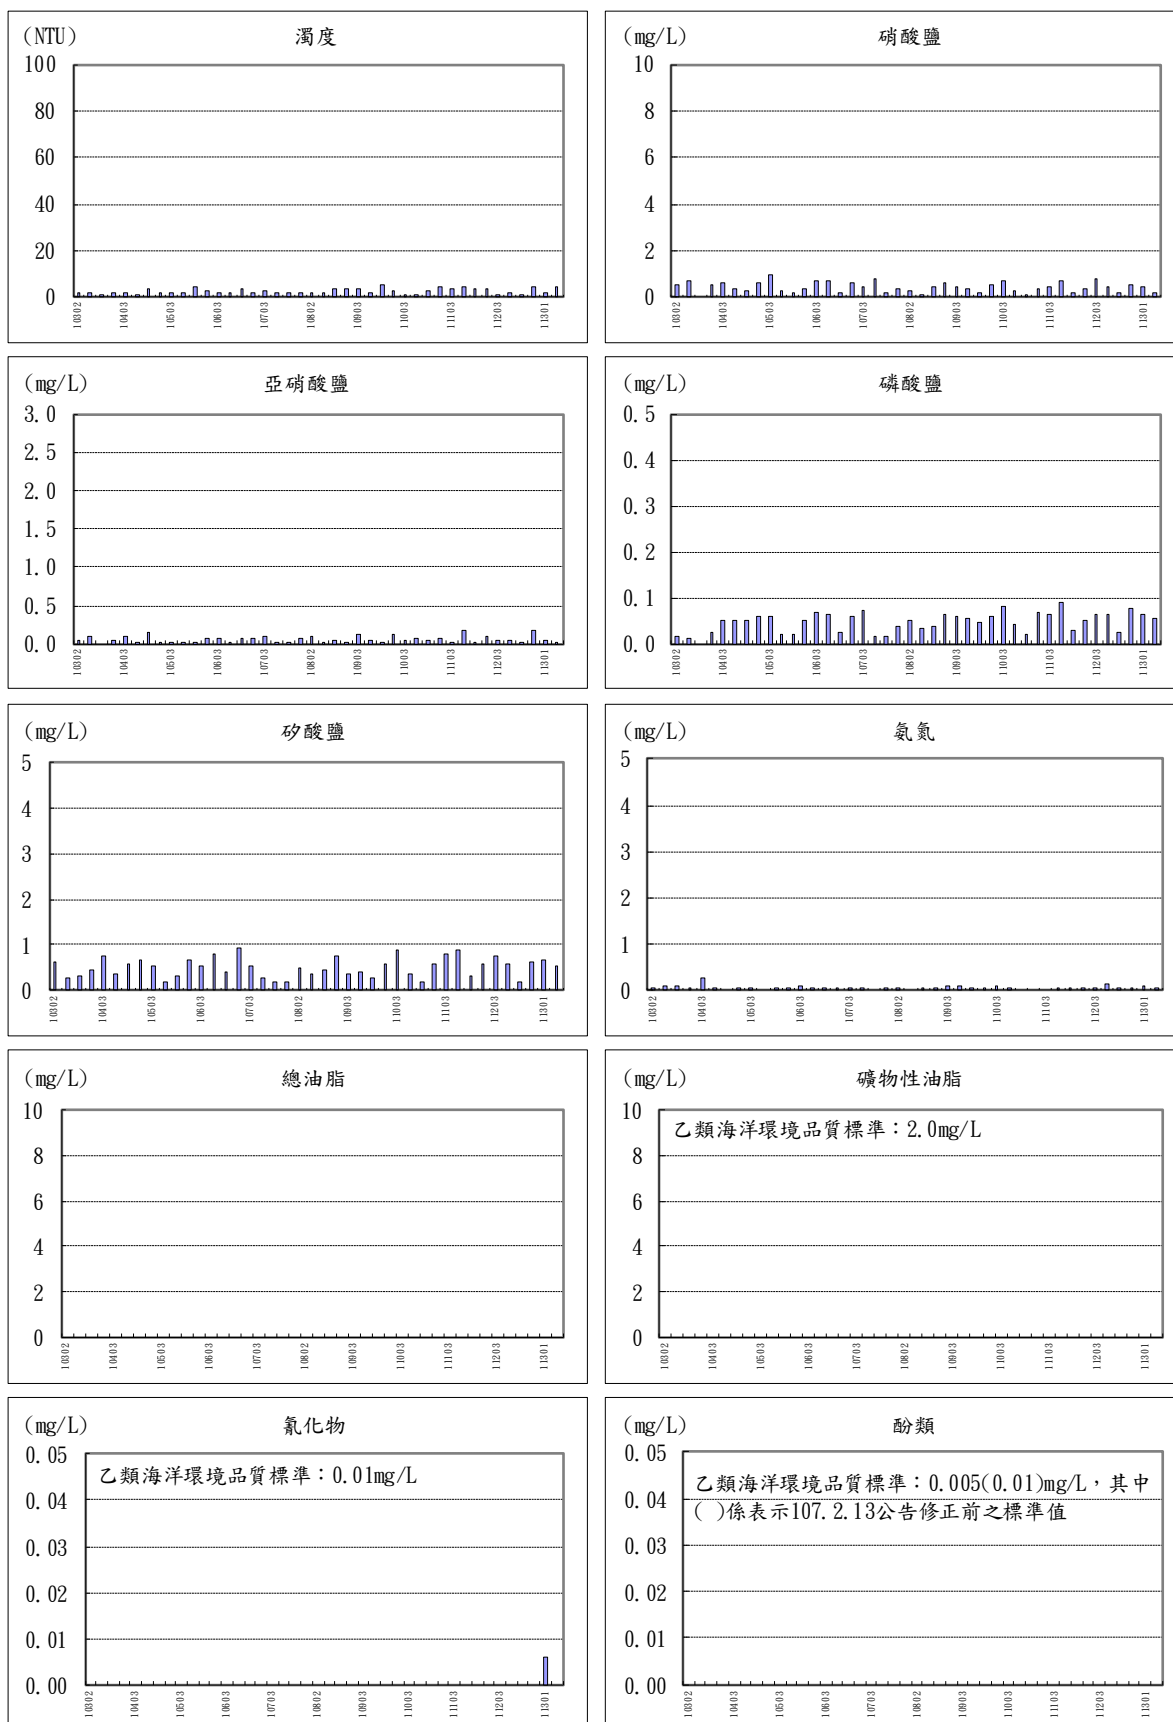 (NTU) 濁度
100
80
60
40
20
0
10302 10403 10503 10603 10703 10802 10903 11003 11103 11203 11301
(mg/L) 硝酸鹽
10
8
6
4
2
0
10302 10403 10503 10603 10703 10802 10903 11003 11103 11203 11301
(mg/L) 亞硝酸鹽
3.0
2.5
2.0
1.5
1.0
0.5
0.0
10302 10403 10503 10603 10703 10802 10903 11003 11103 11203 11301
(mg/L) 磷酸鹽
0.5
0.4
0.3
0.2
0.1
0.0
10302 10403 10503 10603 10703 10802 10903 11003 11103 11203 11301
(mg/L) 矽酸鹽
5
4
3
2
1
0
10302 10403 10503 10603 10703 10802 10903 11003 11103 11203 11301
(mg/L) 氨氮
5
4
3
2
1
0
10302 10403 10503 10603 10703 10802 10903 11003 11103 11203 11301
(mg/L) 總油脂
10
8
6
4
2
0
10302 10403 10503 10603 10703 10802 10903 11003 11103 11203 11301
(mg/L) 礦物性油脂
乙類海洋環境品質標準：2.0mg/L
10
8
6
4
2
0
10302 10403 10503 10603 10703 10802 10903 11003 11103 11203 11301
(mg/L) 氰化物
乙類海洋環境品質標準：0.01mg/L
0.05
0.04
0.03
0.02
0.01
0.00
10302 10403 10503 10603 10703 10802 10903 11003 11103 11203 11301
(mg/L) 酚類
乙類海洋環境品質標準：0.005(0.01)mg/L，其中
( )係表示107.2.13公告修正前之標準值
0.05
0.04
0.03
0.02
0.01
0.00
10302 10403 10503 10603 10703 10802 10903 11003 11103 11203 11301